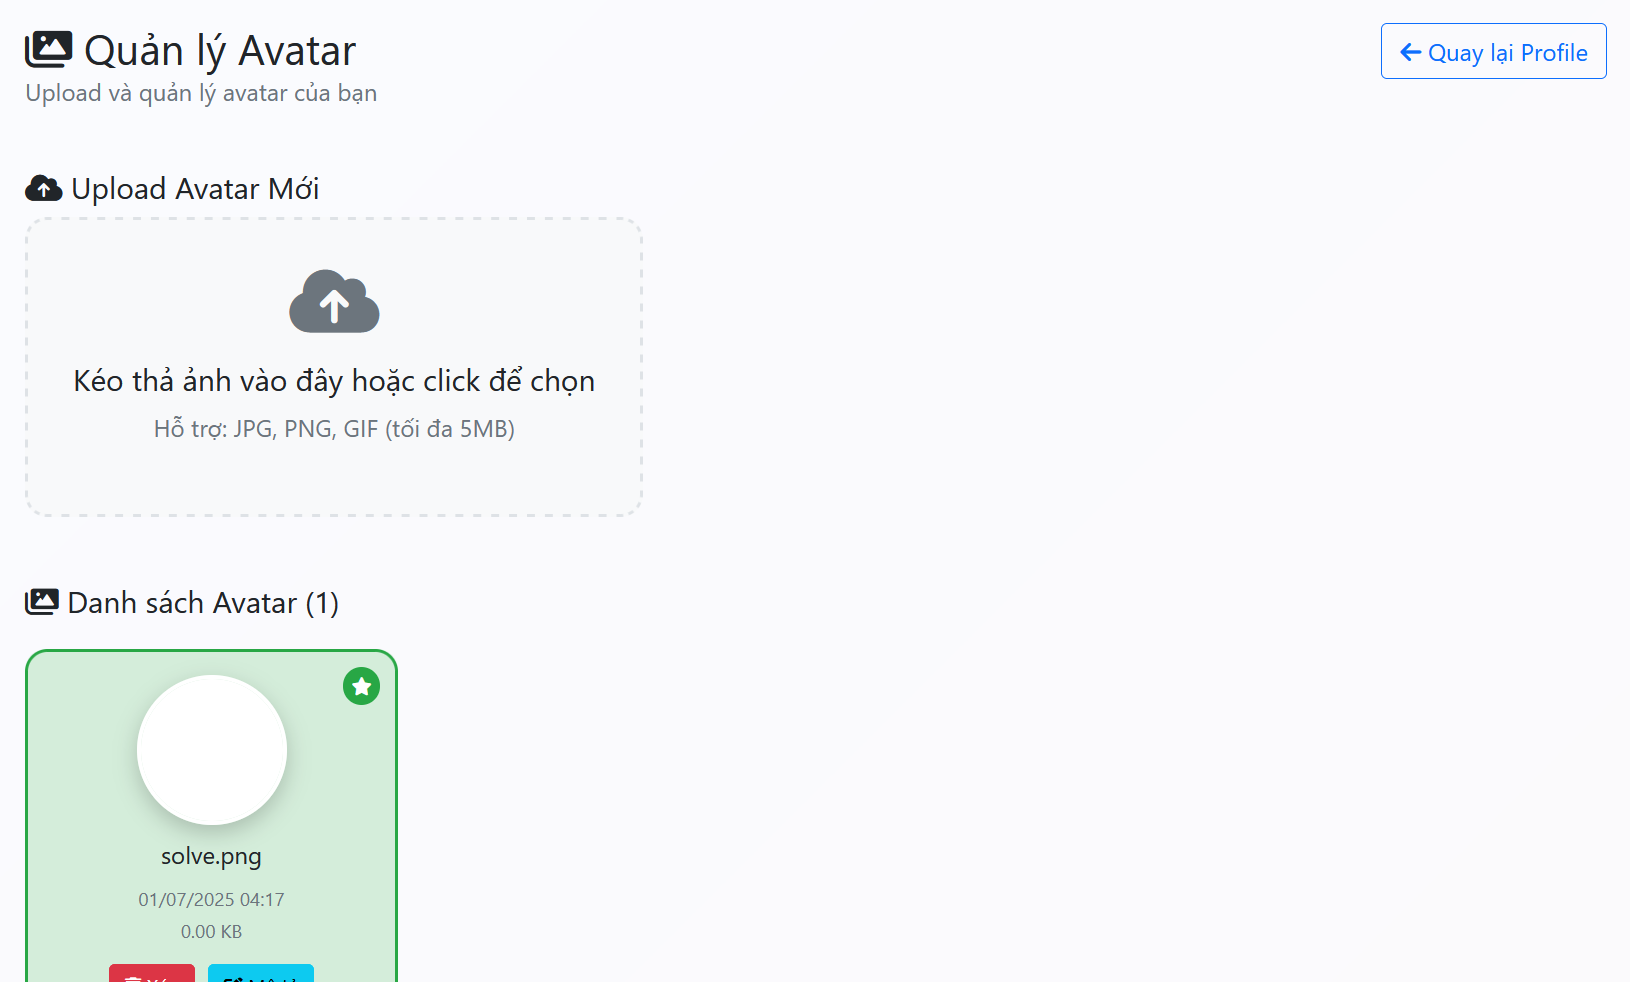 Quản lý Avatar
Quay lại Profile
Upload và quản lý avatar của bạn
Upload Avatar Mới
Kéo thả ảnh vào đây hoặc click để chọn
Hỗ trợ: JPG, PNG, GIF (tối đa 5MB)
Danh sách Avatar (1)
solve.png
01/07/2025 04:17
0.00 KB